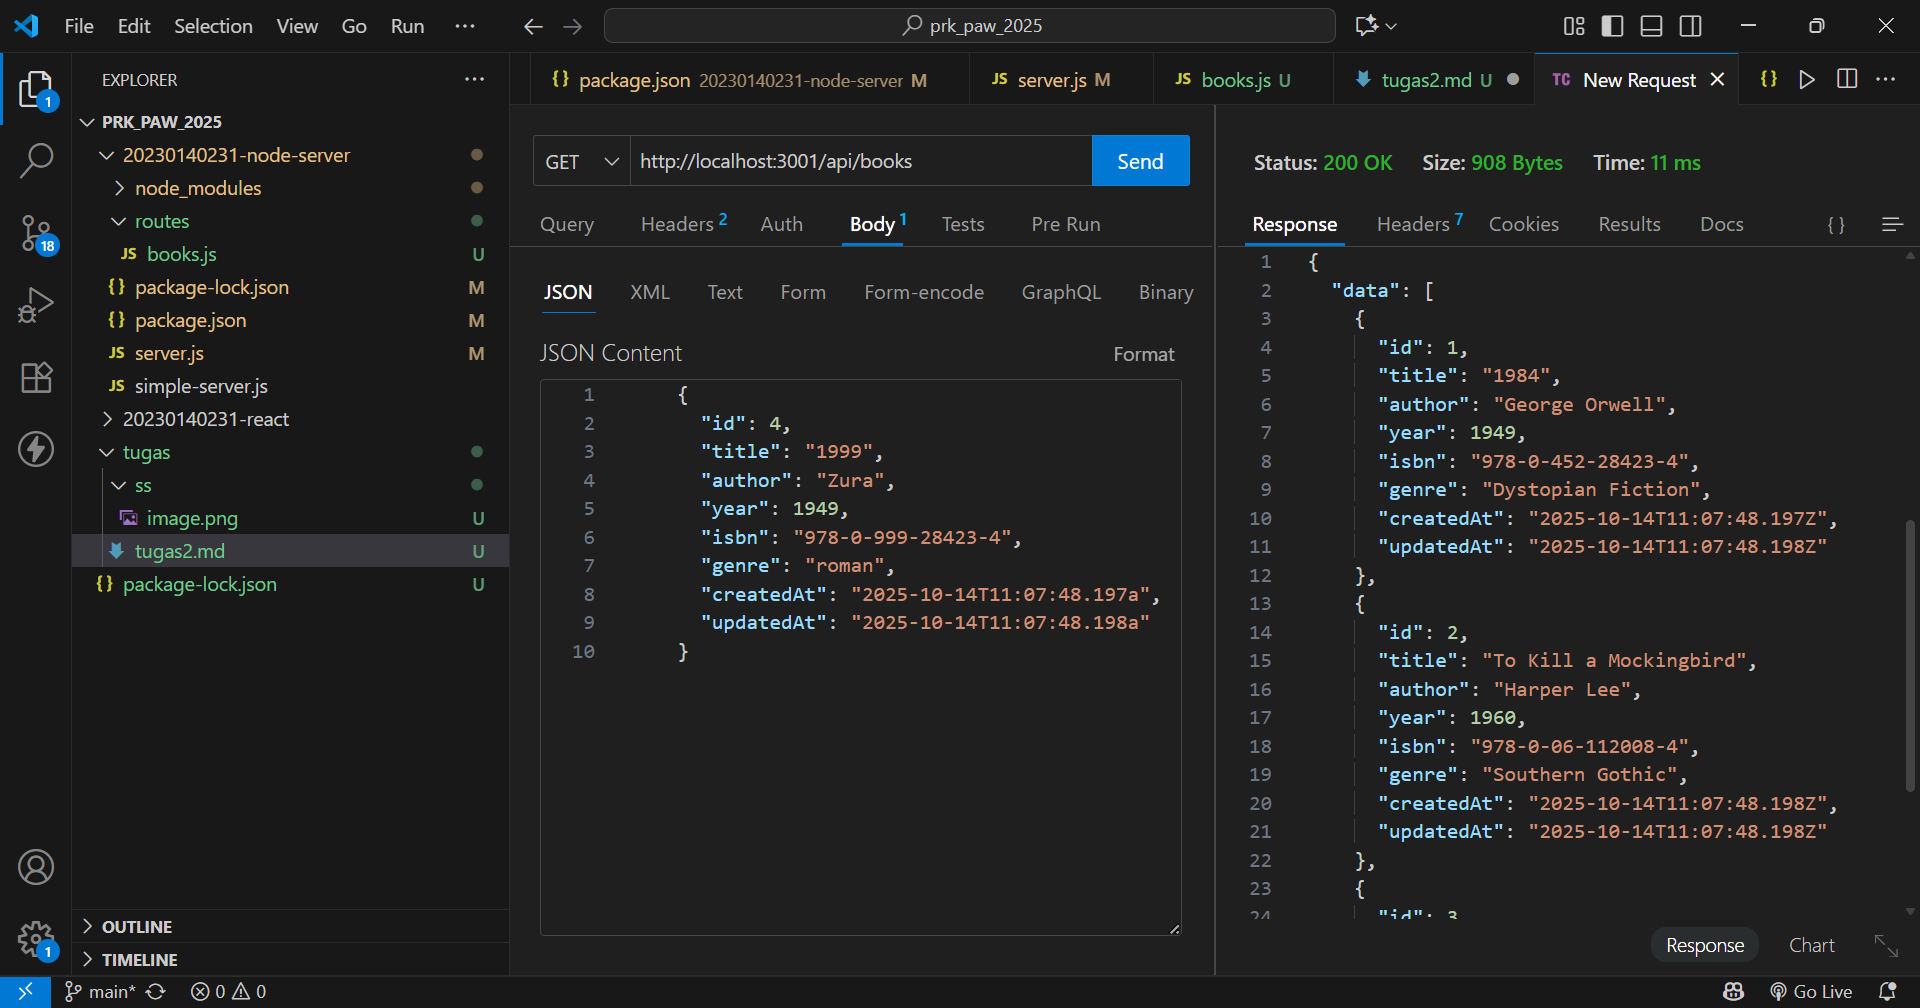 File Edit Selection View Go Run ··· prk_paw_2025
EXPLORER ···
PRK_PAW_2025
20230140231-node-server
node_modules
routes
JS books.js U
{} package-lock.json M
{} package.json M
JS server.js M
JS simple-server.js
20230140231-react
tugas
ss
image.png U
tugas2.md U
{} package-lock.json U
OUTLINE
TIMELINE
1
18
1
{} package.json 20230140231-node-server M JS server.js M JS books.js U tugas2.md U TC New Request {} ···
GET http://localhost:3001/api/books Send
Query Headers 2 Auth Body 1 Tests Pre Run
JSON XML Text Form Form-encode GraphQL Binary
JSON Content Format
1 {
2 "id": 4,
3 "title": "1999",
4 "author": "Zura",
5 "year": 1949,
6 "isbn": "978-0-999-28423-4",
7 "genre": "roman",
8 "createdAt": "2025-10-14T11:07:48.197a",
9 "updatedAt": "2025-10-14T11:07:48.198a"
10 }
Status: 200 OK Size: 908 Bytes Time: 11 ms
Response Headers 7 Cookies Results Docs {}
1 {
2 "data": [
3 {
4 "id": 1,
5 "title": "1984",
6 "author": "George Orwell",
7 "year": 1949,
8 "isbn": "978-0-452-28423-4",
9 "genre": "Dystopian Fiction",
10 "createdAt": "2025-10-14T11:07:48.197Z",
11 "updatedAt": "2025-10-14T11:07:48.198Z"
12 },
13 {
14 "id": 2,
15 "title": "To Kill a Mockingbird",
16 "author": "Harper Lee",
17 "year": 1960,
18 "isbn": "978-0-06-112008-4",
19 "genre": "Southern Gothic",
20 "createdAt": "2025-10-14T11:07:48.198Z",
21 "updatedAt": "2025-10-14T11:07:48.198Z"
22 },
23 {
24 "id": 3
Response Chart
main* 0 0 Go Live